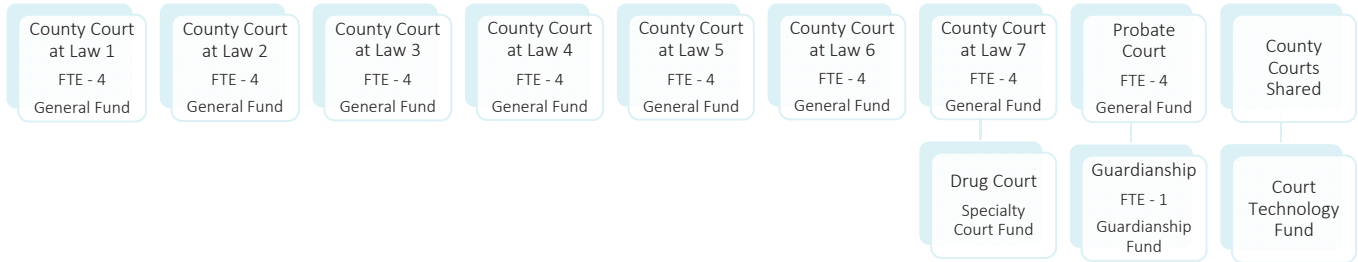 County Court
at Law 1
FTE - 4
General Fund
County Court
at Law 2
FTE - 4
General Fund
County Court
at Law 3
FTE - 4
General Fund
County Court
at Law 4
FTE - 4
General Fund
County Court
at Law 5
FTE - 4
General Fund
County Court
at Law 6
FTE - 4
General Fund
County Court
at Law 7
FTE - 4
General Fund
Probate
Court
FTE - 4
General Fund
County
Courts
Shared
Drug Court
Specialty
Court Fund
Guardianship
FTE - 1
Guardianship
Fund
Court
Technology
Fund